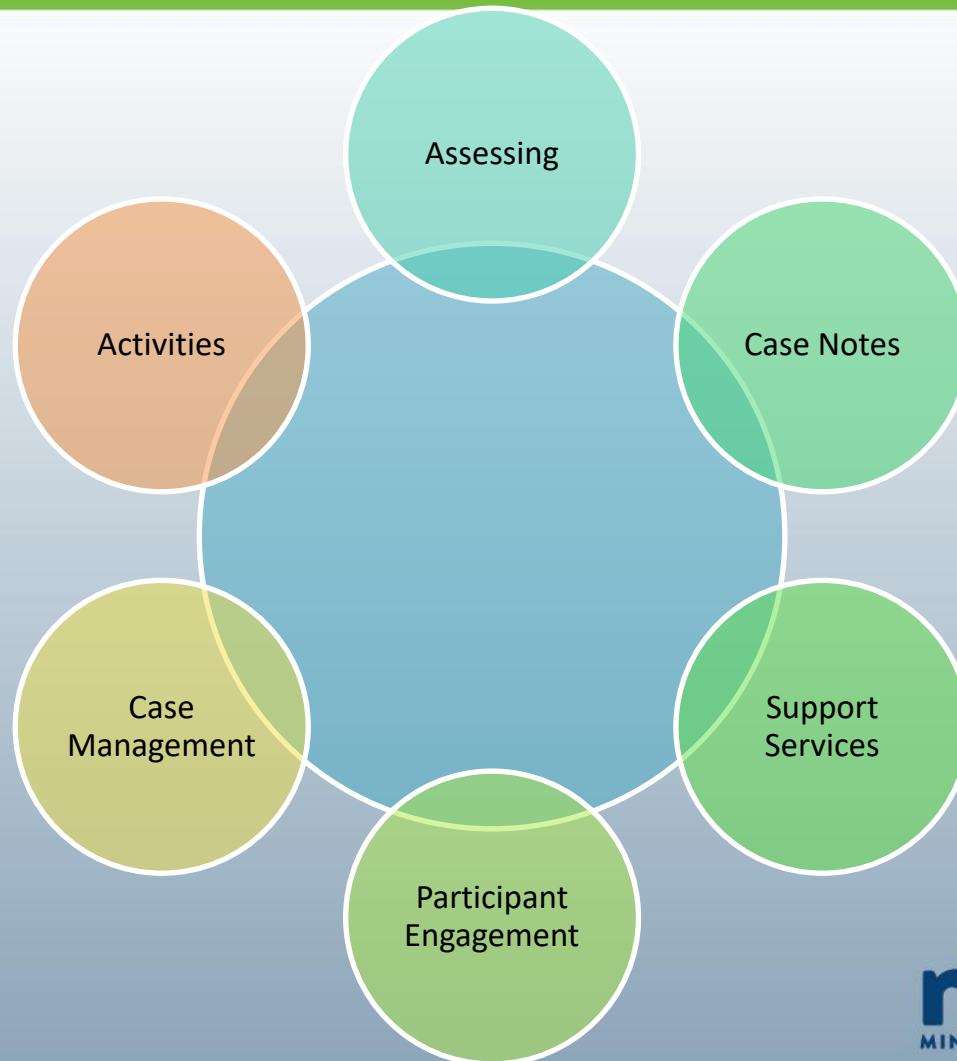 Assessing
Case Notes
Support
Services
Participant
Engagement
Case
Management
Activities